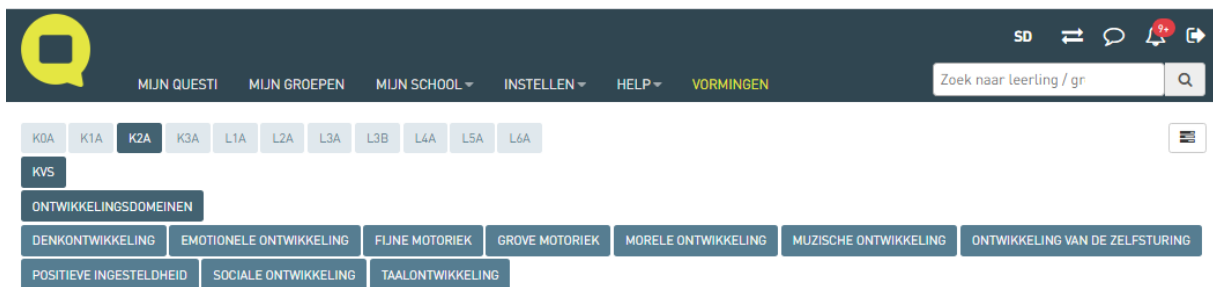 SD 9+
MIJN QUESTI MIJN GROEPEN MIJN SCHOOL INSTELLEN HELP VORMINGEN Zoek naar leerling / gr
K0A K1A K2A K3A L1A L2A L3A L3B L4A L5A L6A
KVS
ONTWIKKELINGSDOMEINEN
DENKONTWIKKELING EMOTIONELE ONTWIKKELING FIJNE MOTORIEK GROVE MOTORIEK MORELE ONTWIKKELING MUZISCHE ONTWIKKELING ONTWIKKELING VAN DE ZELFSTURING
POSITIEVE INGESTELDHEID SOCIALE ONTWIKKELING TAALONTWIKKELING